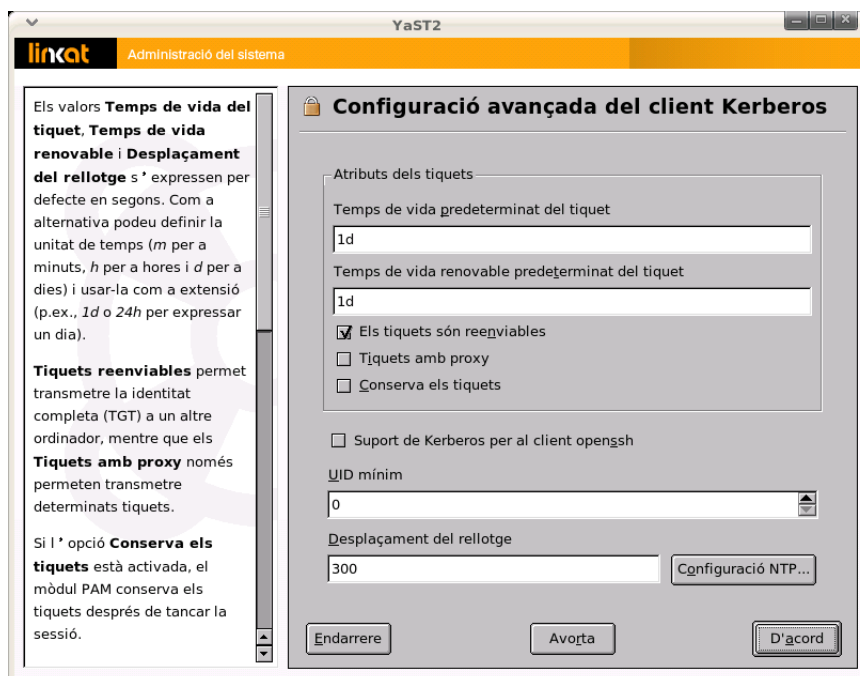 YaST2
linkat
Administració del sistema
Els valors Temps de vida del
tiquet, Temps de vida
renovable i Desplaçament
del rellotge s ' expressen per
defecte en segons. Com a
alternativa podeu definir la
unitat de temps (m per a
minuts, h per a hores i d per a
dies) i usar-la com a extensió
(p.ex., 1d o 24h per expressar
un dia).
Tiquets reenviables permet
transmetre la identitat
completa (TGT) a un altre
ordinador, mentre que els
Tiquets amb proxy només
permeten transmetre
determinats tiquets.
Si l ' opció Conserva els
tiquets està activada, el
mòdul PAM conserva els
tiquets després de tancar la
sessió.
Configuració avançada del client Kerberos
Atributs dels tiquets
Temps de vida predeterminat del tiquet
1d
Temps de vida renovable predeterminat del tiquet
1d
Els tiquets són reenviables
Tiquets amb proxy
Conserva els tiquets
Suport de Kerberos per al client openssh
UID mínim
0
Desplaçament del rellotge
300
Configuració NTP...
Endarrere
Avorta
D'acord